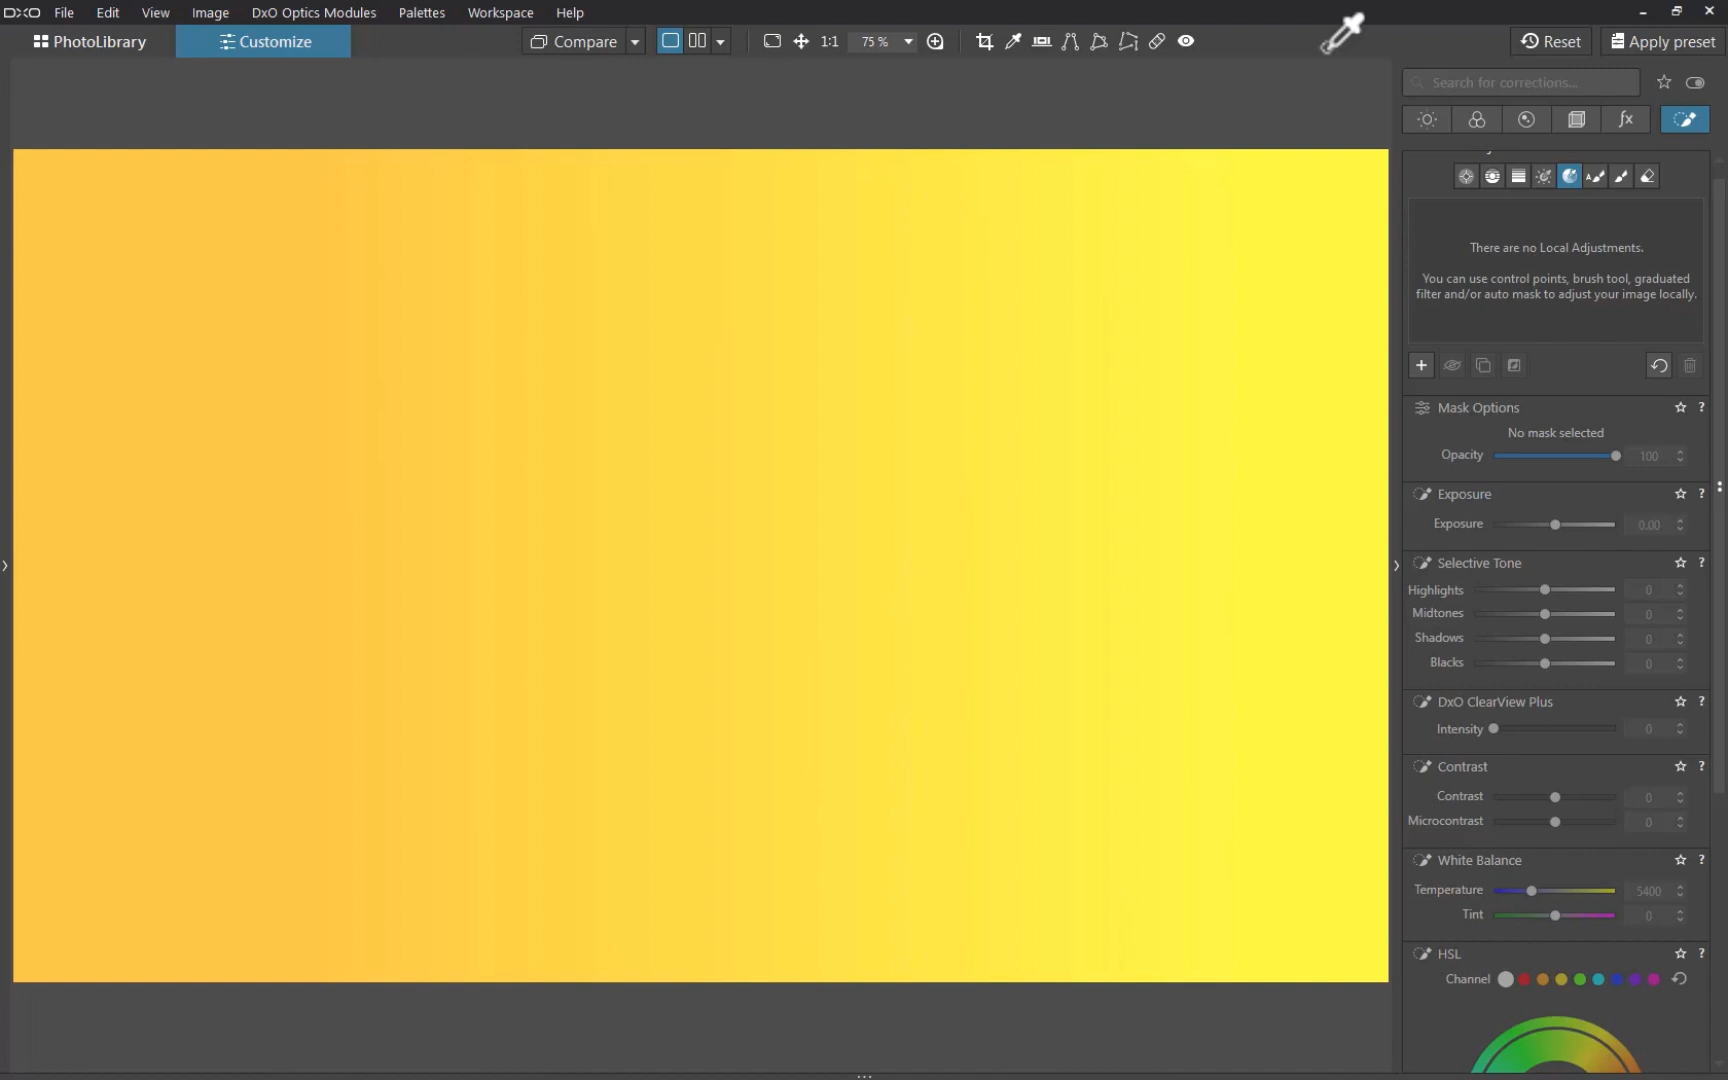 DXO File Edit View Image DxO Optics Modules Palettes Workspace Help
PhotoLibrary Customize Compare 1:1 75 % Reset Apply preset
Search for corrections...
fx
A
There are no Local Adjustments.
You can use control points, brush tool, graduated
filter and/or auto mask to adjust your image locally.
Mask Options ?
No mask selected
Opacity 100
Exposure ?
Exposure 0.00
Selective Tone ?
Highlights 0
Midtones 0
Shadows 0
Blacks 0
DxO ClearView Plus ?
Intensity 0
Contrast ?
Contrast 0
Microcontrast 0
White Balance ?
Temperature 5400
Tint 0
HSL ?
Channel